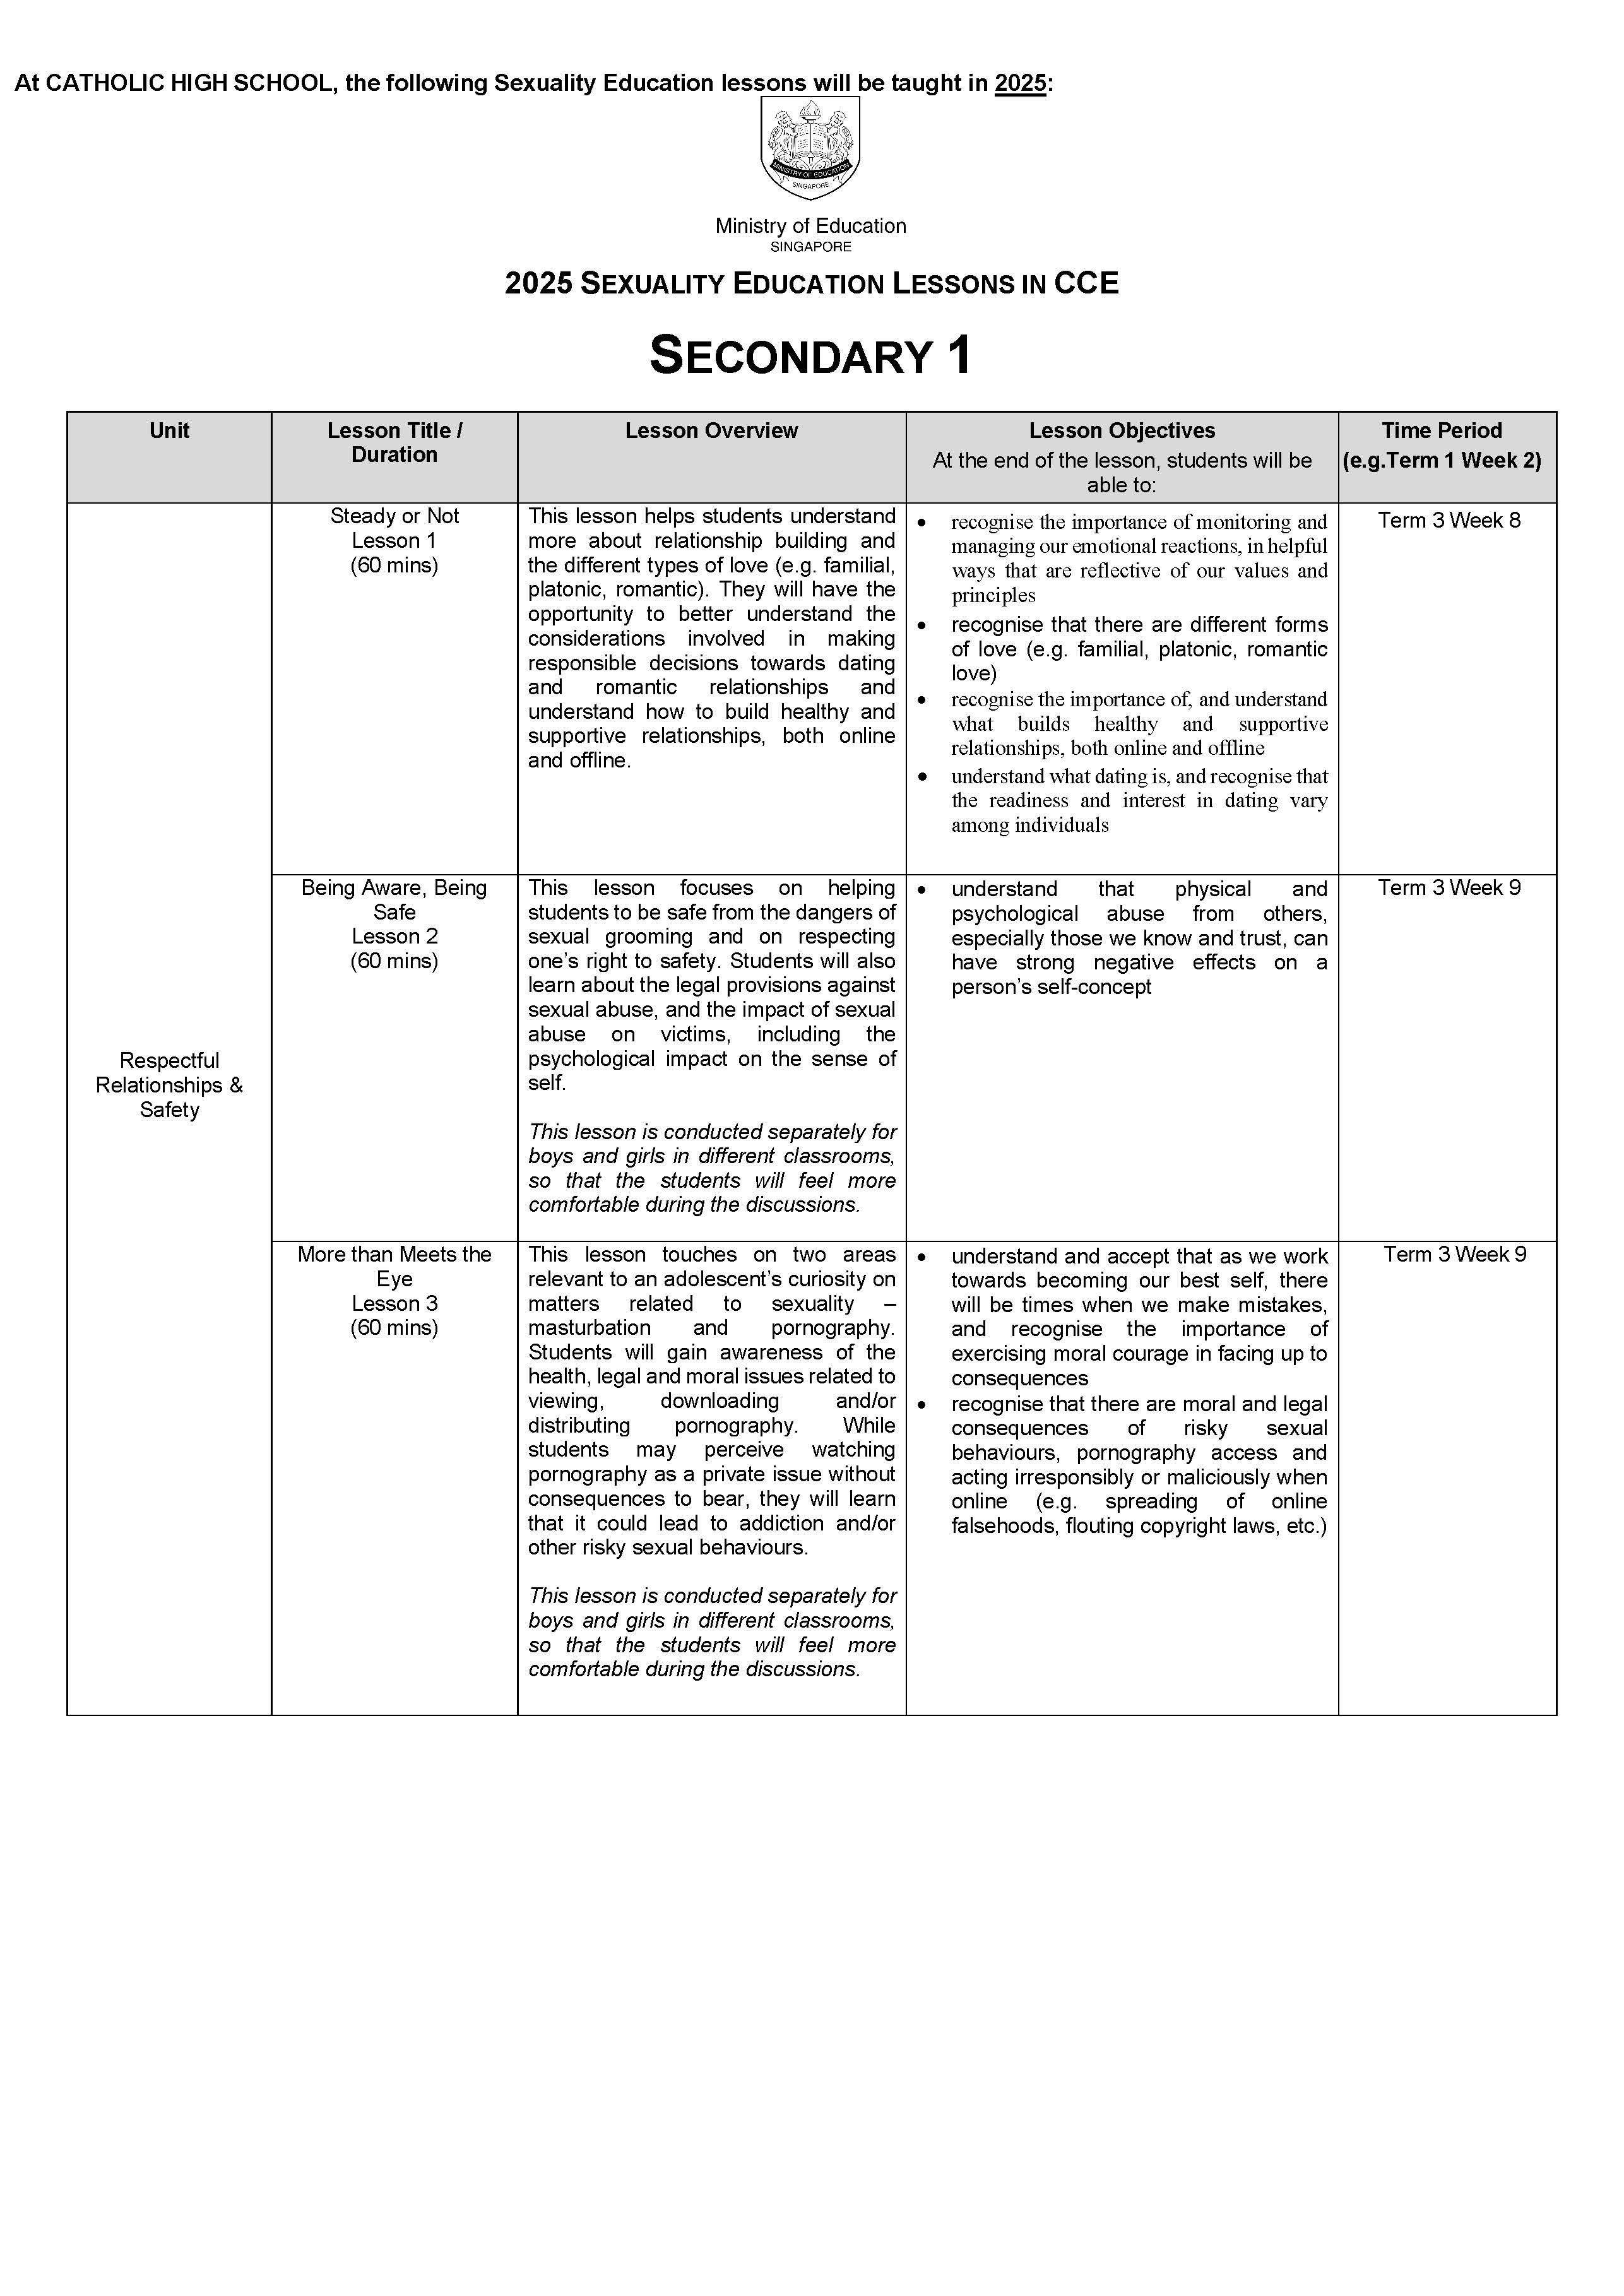 At CATHOLIC HIGH SCHOOL, the following Sexuality Education lessons will be taught in 2025:
MINISTRY OF EDUCATION
SINGAPORE
Ministry of Education
SINGAPORE
2025 SEXUALITY EDUCATION LESSONS IN CCE
SECONDARY 1
Unit
Lesson Title /
Duration
Lesson Overview
Lesson Objectives
At the end of the lesson, students will be
able to:
Time Period
(e.g.Term 1 Week 2)
Respectful
Relationships &
Safety
Steady or Not
Lesson 1
(60 mins)
This lesson helps students understand
more about relationship building and
the different types of love (e.g. familial,
platonic, romantic). They will have the
opportunity to better understand the
considerations involved in making
responsible decisions towards dating
and romantic relationships and
understand how to build healthy and
supportive relationships, both online
and offline.
• recognise the importance of monitoring and
managing our emotional reactions, in helpful
ways that are reflective of our values and
principles
• recognise that there are different forms
of love (e.g. familial, platonic, romantic
love)
• recognise the importance of, and understand
what builds healthy and supportive
relationships, both online and offline
• understand what dating is, and recognise that
the readiness and interest in dating vary
among individuals
Term 3 Week 8
Being Aware, Being
Safe
Lesson 2
(60 mins)
This lesson focuses on helping
students to be safe from the dangers of
sexual grooming and on respecting
one's right to safety. Students will also
learn about the legal provisions against
sexual abuse, and the impact of sexual
abuse on victims, including the
psychological impact on the sense of
self.
This lesson is conducted separately for
boys and girls in different classrooms,
so that the students will feel more
comfortable during the discussions.
• understand that physical and
psychological abuse from others,
especially those we know and trust, can
have strong negative effects on a
person's self-concept
Term 3 Week 9
More than Meets the
Eye
Lesson 3
(60 mins)
This lesson touches on two areas
relevant to an adolescent's curiosity on
matters related to sexuality –
masturbation and pornography.
Students will gain awareness of the
health, legal and moral issues related to
viewing, downloading and/or
distributing pornography. While
students may perceive watching
pornography as a private issue without
consequences to bear, they will learn
that it could lead to addiction and/or
other risky sexual behaviours.
This lesson is conducted separately for
boys and girls in different classrooms,
so that the students will feel more
comfortable during the discussions.
• understand and accept that as we work
towards becoming our best self, there
will be times when we make mistakes,
and recognise the importance of
exercising moral courage in facing up to
consequences
• recognise that there are moral and legal
consequences of risky sexual
behaviours, pornography access and
acting irresponsibly or maliciously when
online (e.g. spreading of online
falsehoods, flouting copyright laws, etc.)
Term 3 Week 9